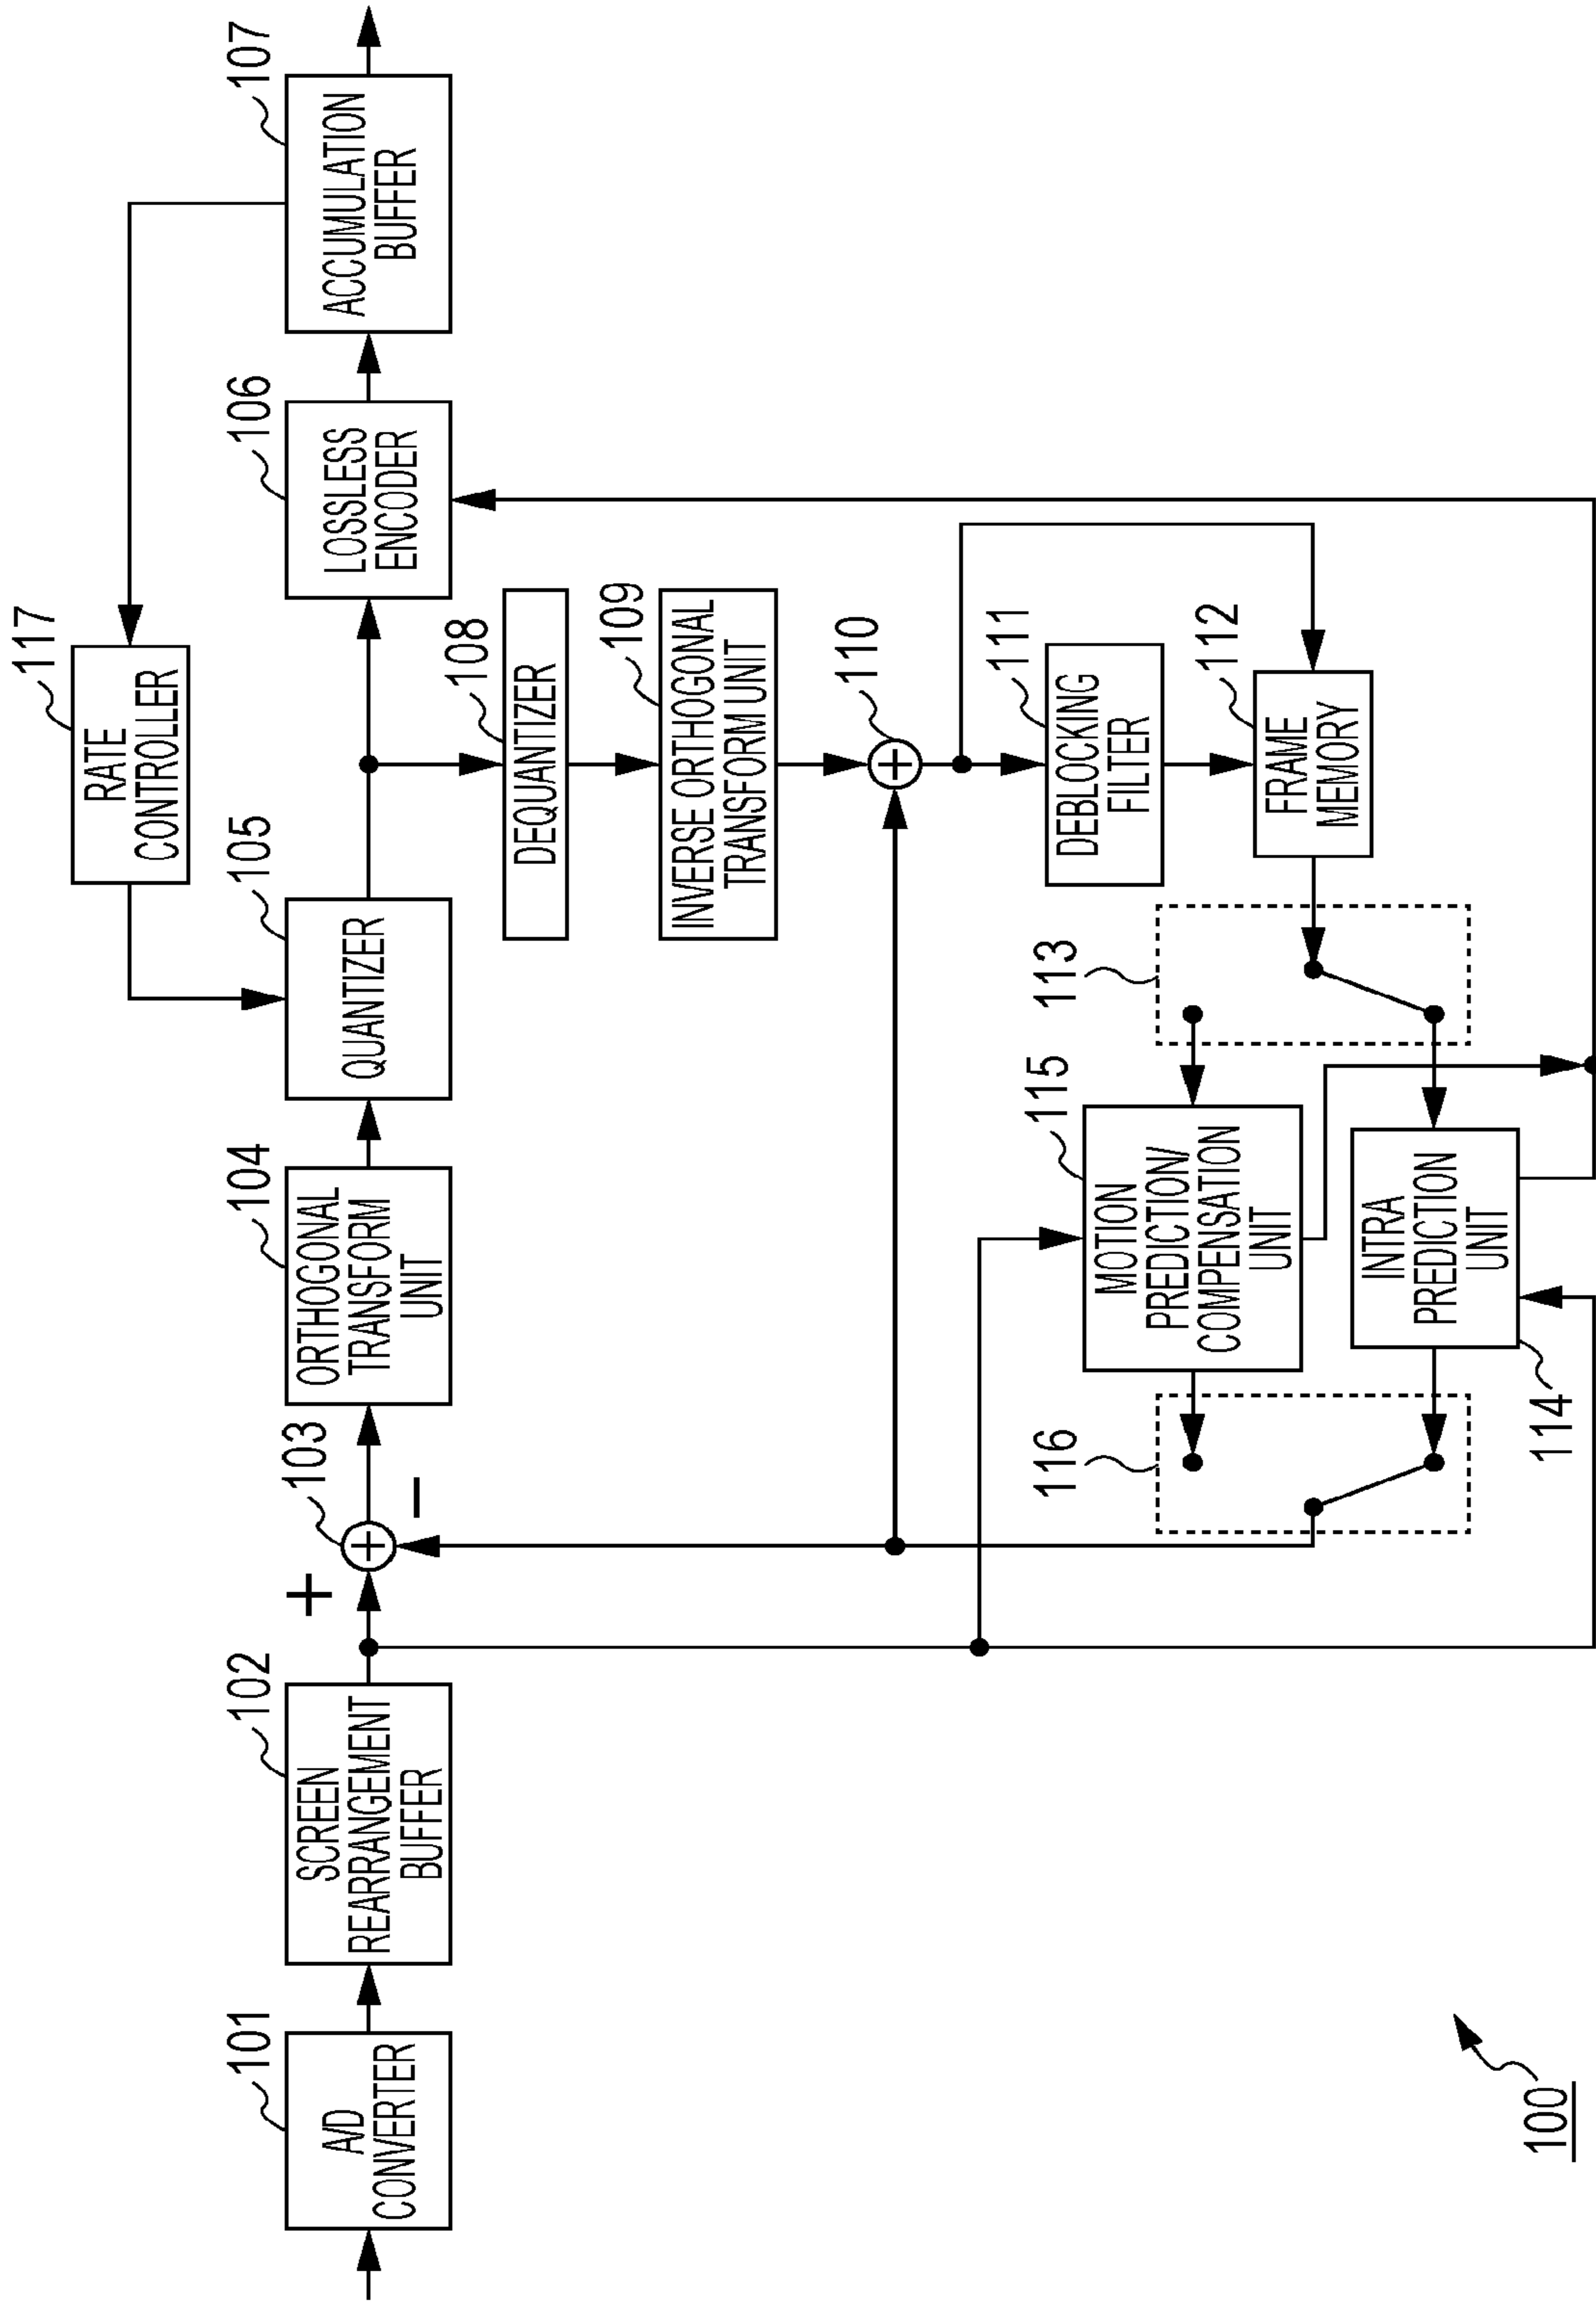 117
RATE
CONTROLLER
101
A/D
CONVERTER
102
SCREEN
REARRANGEMENT
BUFFER
+
103
−
104
ORTHOGONAL
TRANSFORM
UNIT
105
QUANTIZER
106
LOSSLESS
ENCODER
107
ACCUMULATION
BUFFER
108
DEQUANTIZER
109
INVERSE ORTHOGONAL
TRANSFORM UNIT
110
+
111
DEBLOCKING
FILTER
112
FRAME
MEMORY
116
115
MOTION
PREDICTION/
COMPENSATION
UNIT
113
114
INTRA
PREDICTION
UNIT
100